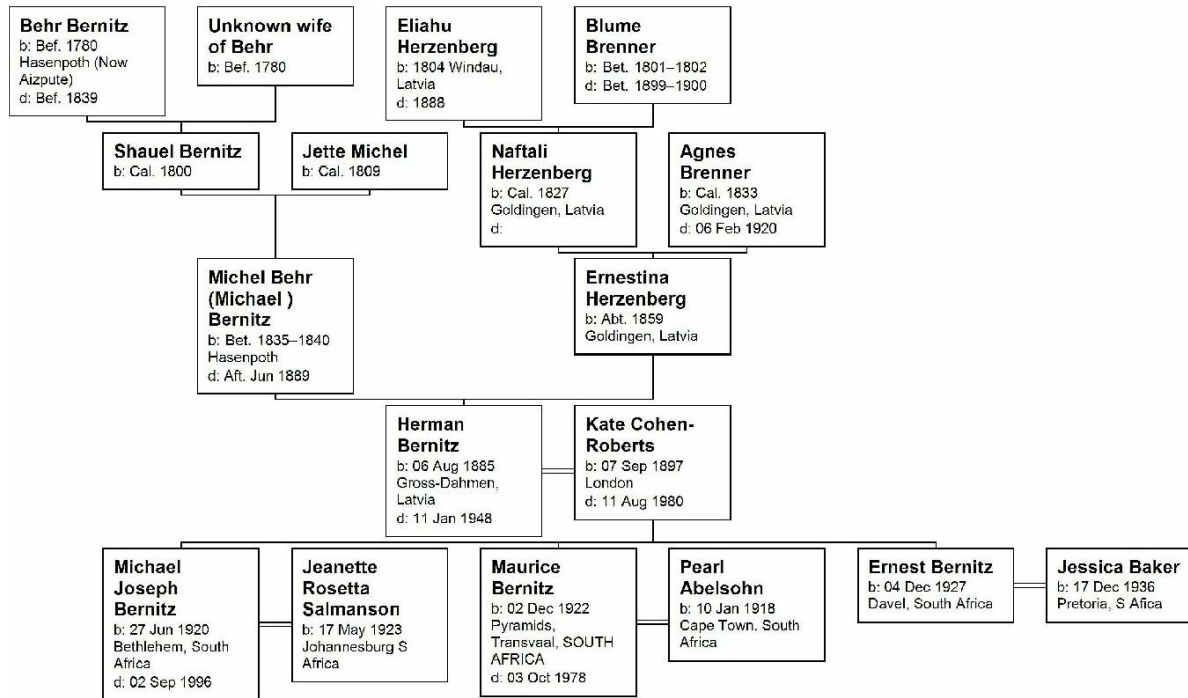 Behr Bernitz
b: Bef. 1780
Hasenpoth (Now
Aizpute)
d: Bef. 1839
Unknown wife
of Behr
b: Bef. 1780
Eliahu
Herzenberg
b: 1804 Windau,
Latvia
d: 1888
Blume
Brenner
b: Bet. 1801–1802
d: Bet. 1899–1900
Shauel Bernitz
b: Cal. 1800
Jette Michel
b: Cal. 1809
Naftali
Herzenberg
b: Cal. 1827
Goldingen, Latvia
d:
Agnes
Brenner
b: Cal. 1833
Goldingen, Latvia
d: 06 Feb 1920
Michel Behr
(Michael )
Bernitz
b: Bet. 1835–1840
Hasenpoth
d: Aft. Jun 1889
Ernestina
Herzenberg
b: Abt. 1859
Goldingen, Latvia
Herman
Bernitz
b: 06 Aug 1885
Gross-Dahmen,
Latvia
d: 11 Jan 1948
Kate Cohen-
Roberts
b: 07 Sep 1897
London
d: 11 Aug 1980
Michael
Joseph
Bernitz
b: 27 Jun 1920
Bethlehem, South
Africa
d: 02 Sep 1996
Jeanette
Rosetta
Salmanson
b: 17 May 1923
Johannesburg S
Africa
Maurice
Bernitz
b: 02 Dec 1922
Pyramids,
Transvaal, SOUTH
AFRICA
d: 03 Oct 1978
Pearl
Abelsohn
b: 10 Jan 1918
Cape Town, South
Africa
Ernest Bernitz
b: 04 Dec 1927
Davel, South Africa
Jessica Baker
b: 17 Dec 1936
Pretoria, S Afica